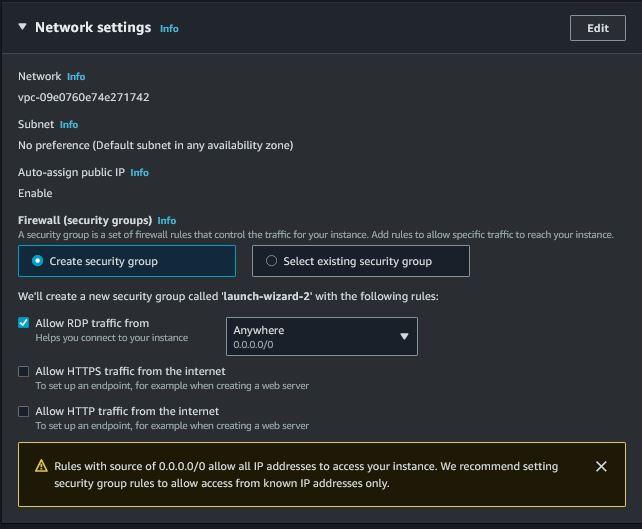 Network settings Info
Edit
Network Info
vpc-09e0760e74e271742
Subnet Info
No preference (Default subnet in any availability zone)
Auto-assign public IP Info
Enable
Firewall (security groups) Info
A security group is a set of firewall rules that control the traffic for your instance. Add rules to allow specific traffic to reach your instance.
Create security group
Select existing security group
We'll create a new security group called 'launch-wizard-2' with the following rules:
Allow RDP traffic from
Helps you connect to your instance
Anywhere
0.0.0.0/0
Allow HTTPS traffic from the internet
To set up an endpoint, for example when creating a web server
Allow HTTP traffic from the internet
To set up an endpoint, for example when creating a web server
Rules with source of 0.0.0.0/0 allow all IP addresses to access your instance. We recommend setting
security group rules to allow access from known IP addresses only.